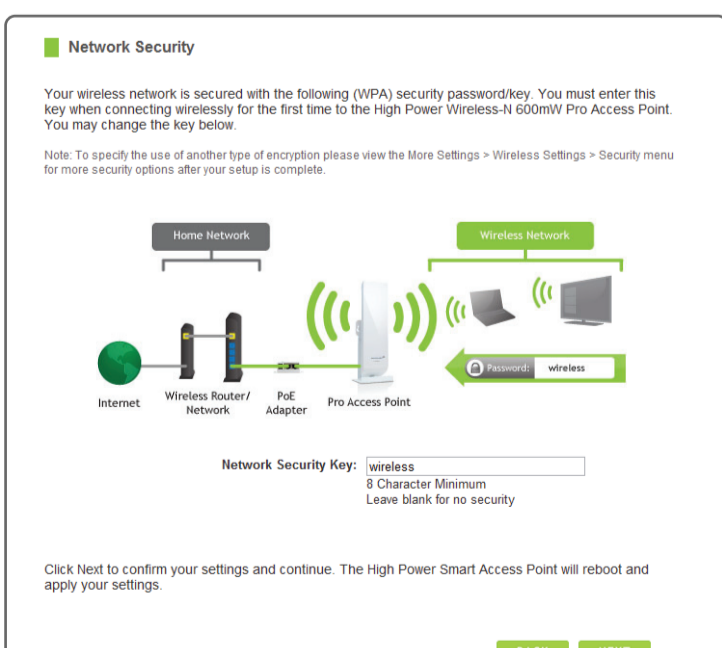 Network Security
Your wireless network is secured with the following (WPA) security password/key. You must enter this
key when connecting wirelessly for the first time to the High Power Wireless-N 600mW Pro Access Point.
You may change the key below.
Note: To specify the use of another type of encryption please view the More Settings > Wireless Settings > Security menu
for more security options after your setup is complete.
Home Network
Wireless Network
Password: wireless
Internet
Wireless Router/
Network
PoE
Adapter
Pro Access Point
Network Security Key: wireless
8 Character Minimum
Leave blank for no security
Click Next to confirm your settings and continue. The High Power Smart Access Point will reboot and
apply your settings.